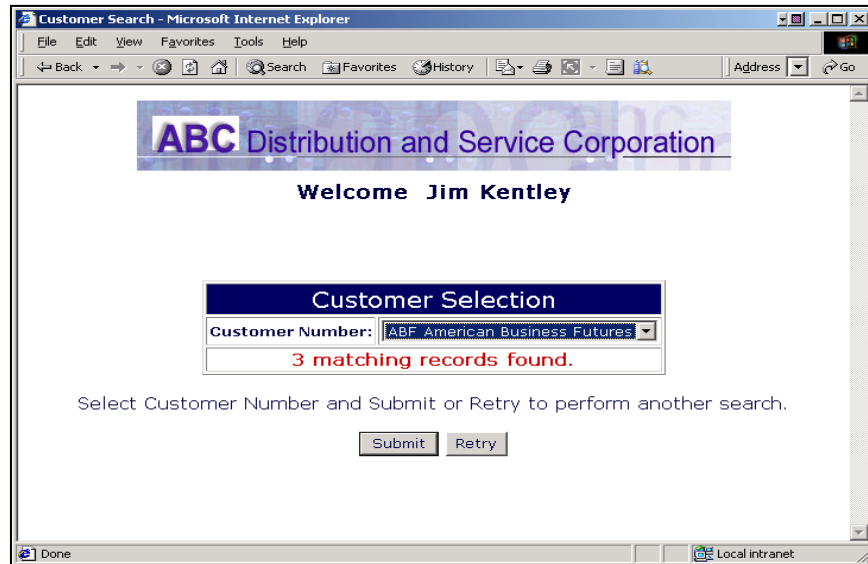 Customer Search - Microsoft Internet Explorer
File Edit View Favorites Tools Help
Back Search Favorites History Address Go
ABC Distribution and Service Corporation
Welcome Jim Kentley
Customer Selection
Customer Number: ABF American Business Futures
3 matching records found.
Select Customer Number and Submit or Retry to perform another search.
Submit Retry
Done Local intranet